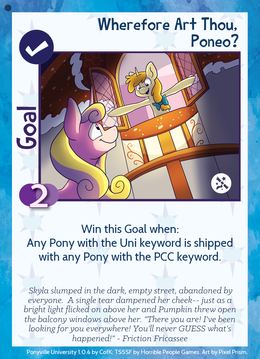 Wherefore Art Thou,
Poneo?
Goal
2
Win this Goal when:
Any Pony with the Uni keyword is shipped
with any Pony with the PCC keyword.
Skyla slumped in the dark, empty street, abandoned by
everyone. A single tear dampened her cheek-- just as a
bright light flicked on above her and Pumpkin threw open
the balcony windows above her. "There you are! I've been
looking for you everywhere! You'll never GUESS what's
happened!" - Friction Fricassee
Ponyville University 1.0.6 by CofK. TSSSF by Horrible People Games. Art by Pixel Prism.